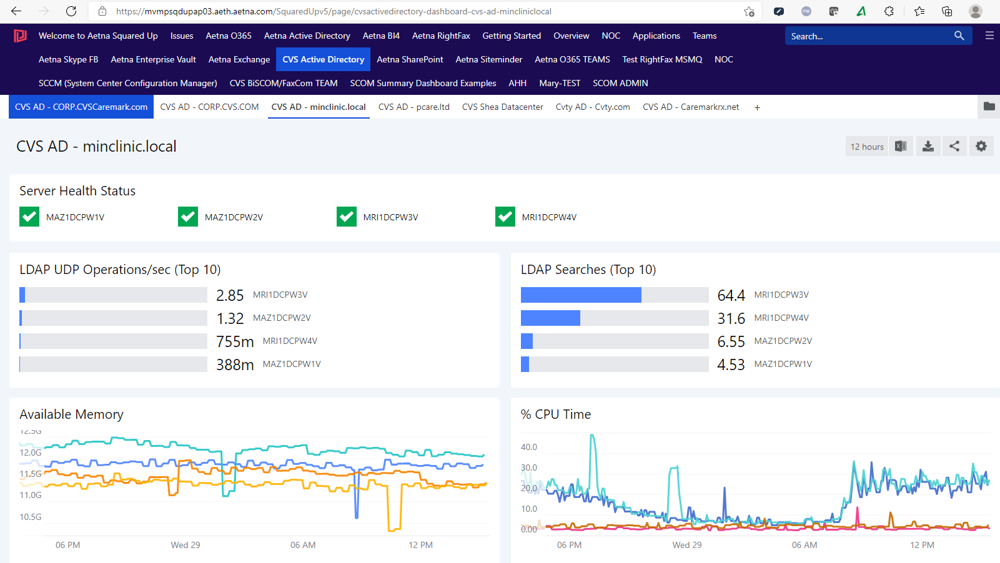 https://mvmpsqdupap03.aeth.aetna.com/SquaredUpv5/page/cvsactivedirectory-dashboard-cvs-ad-mincliniclocal
Welcome to Aetna Squared Up Issues Aetna O365 Aetna Active Directory Aetna BI4 Aetna RightFax Getting Started Overview NOC Applications Teams Search...
Aetna Skype FB Aetna Enterprise Vault Aetna Exchange CVS Active Directory Aetna SharePoint Aetna Siteminder Aetna O365 TEAMS Test RightFax MSMQ NOC
SCCM (System Center Configuration Manager) CVS BiSCOM/FaxCom TEAM SCOM Summary Dashboard Examples AHH Mary-TEST SCOM ADMIN
CVS AD - CORP.CVSCaremark.com CVS AD - CORP.CVS.COM CVS AD - minclinic.local CVS AD - pcare.ltd CVS Shea Datacenter Cvty AD - Cvty.com CVS AD - Caremarkrx.net +
CVS AD - minclinic.local
12 hours
Server Health Status
MAZ1DCPW1V MAZ1DCPW2V MRI1DCPW3V MRI1DCPW4V
LDAP UDP Operations/sec (Top 10)
2.85 MRI1DCPW3V
1.32 MAZ1DCPW2V
755m MRI1DCPW4V
388m MAZ1DCPW1V
LDAP Searches (Top 10)
64.4 MRI1DCPW3V
31.6 MRI1DCPW4V
6.55 MAZ1DCPW2V
4.53 MAZ1DCPW1V
Available Memory
12.5G
12.0G
11.5G
11.0G
10.5G
06 PM Wed 29 06 AM 12 PM
% CPU Time
40.0
30.0
20.0
10.0
0.00
06 PM Wed 29 06 AM 12 PM